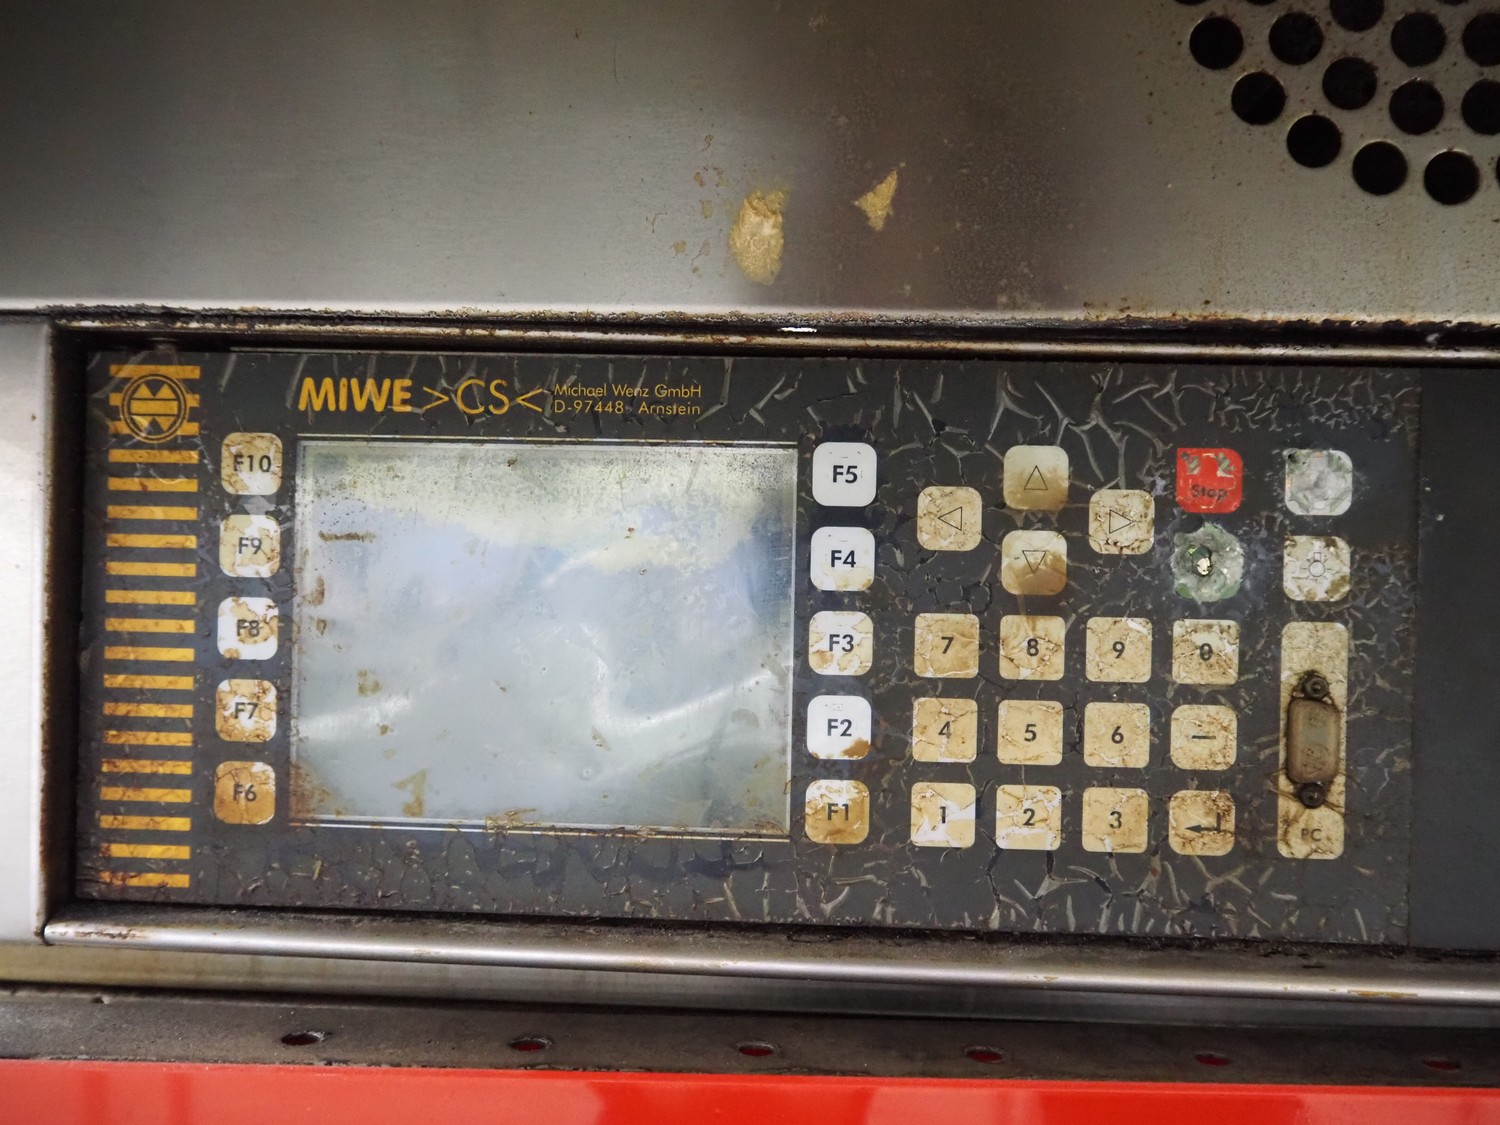 MIWE >CS< Michael Wenz GmbH
D-97448 Arnstein
F10
F9
F8
F7
F6
F5
F4
F3
F2
F1
Stop
7 8 9 0
4 5 6 –
1 2 3
PC